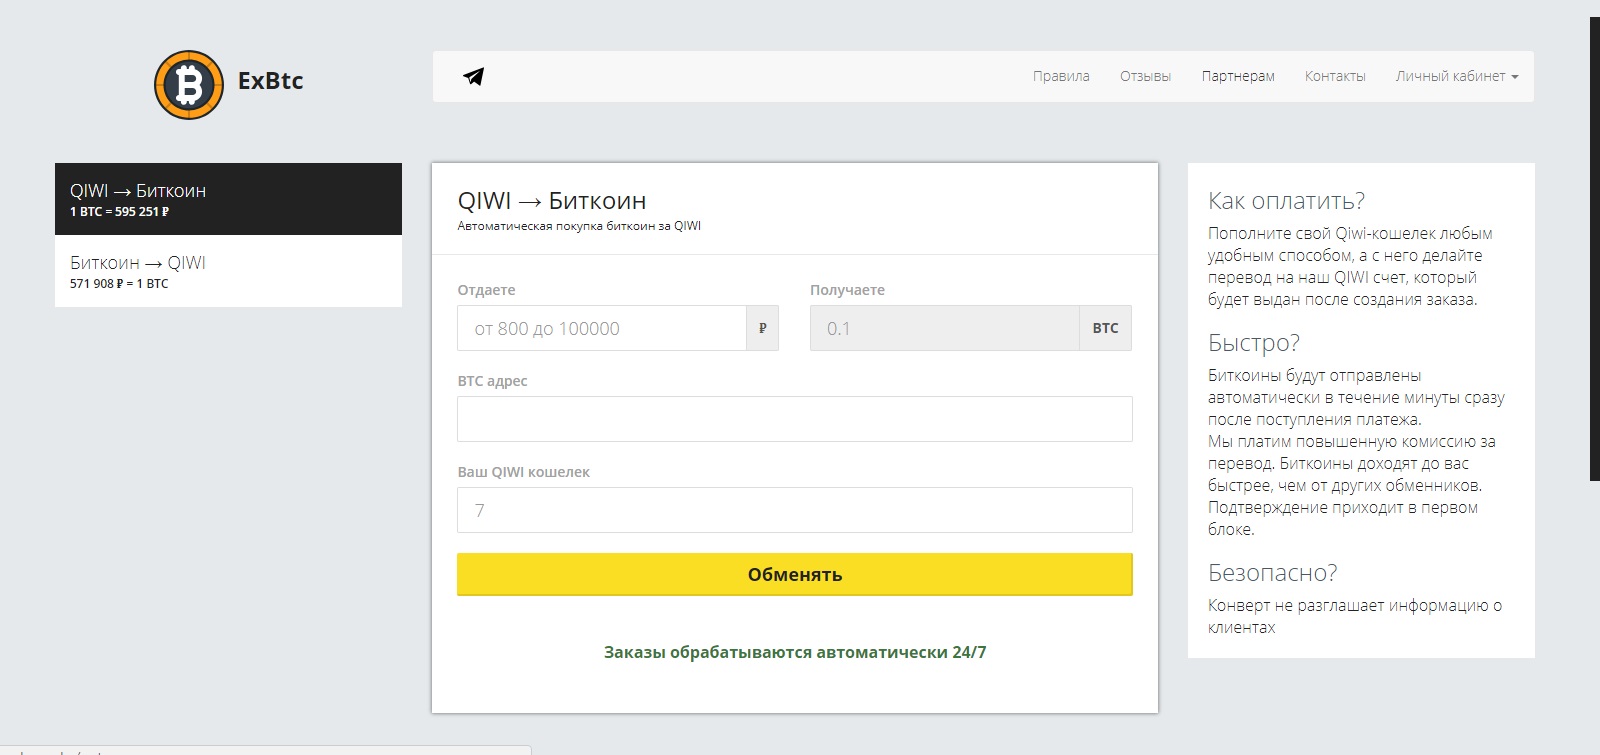 ExBtc
Правила Отзывы Партнерам Контакты Личный кабинет
QIWI → Биткоин
1 BTC = 595 251 ₽
Биткоин → QIWI
571 908 ₽ = 1 BTC
QIWI → Биткоин
Автоматическая покупка биткоин за QIWI
Отдаете
Получаете
от 800 до 100000 ₽
0.1 BTC
BTC адрес
Ваш QIWI кошелек
7
Обменять
Заказы обрабатываются автоматически 24/7
Как оплатить?
Пополните свой Qiwi-кошелек любым
удобным способом, а с него делайте
перевод на наш QIWI счет, который
будет выдан после создания заказа.
Быстро?
Биткоины будут отправлены
автоматически в течение минуты сразу
после поступления платежа.
Мы платим повышенную комиссию за
перевод. Биткоины доходят до вас
быстрее, чем от других обменников.
Подтверждение приходит в первом
блоке.
Безопасно?
Конверт не разглашает информацию о
клиентах